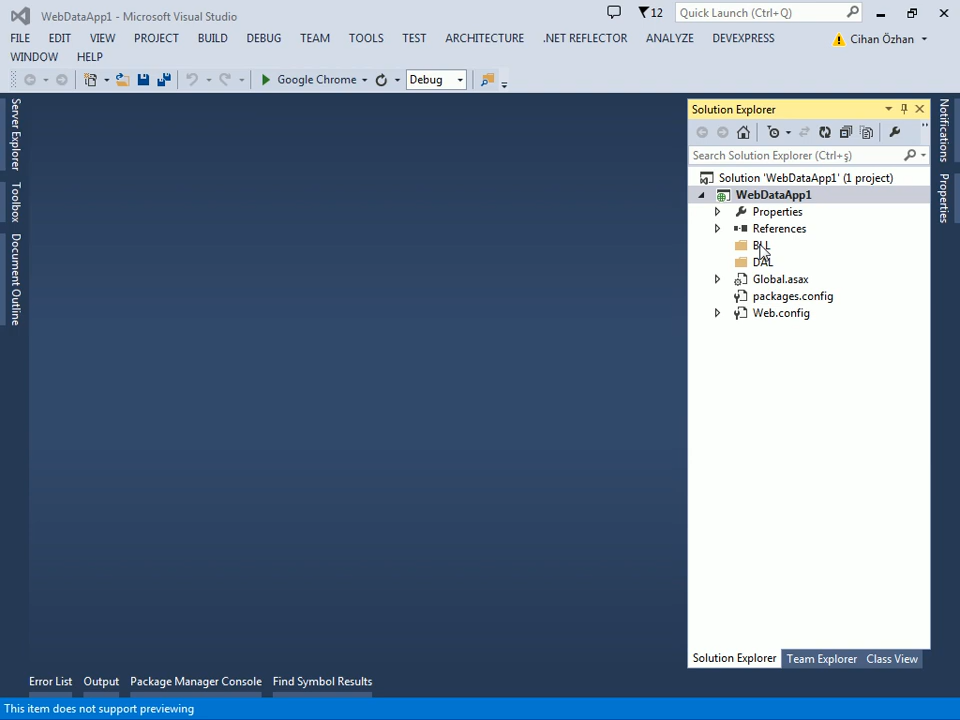 WebDataApp1 - Microsoft Visual Studio
12
Quick Launch (Ctrl+Q)
FILE EDIT VIEW PROJECT BUILD DEBUG TEAM TOOLS TEST ARCHITECTURE .NET REFLECTOR ANALYZE DEVEXPRESS
Cihan Özhan
WINDOW HELP
Google Chrome
Debug
Server Explorer
Toolbox
Document Outline
Solution Explorer
Search Solution Explorer (Ctrl+ş)
Solution 'WebDataApp1' (1 project)
WebDataApp1
Properties
References
BLL
DAL
Global.asax
packages.config
Web.config
Solution Explorer Team Explorer Class View
Notifications
Properties
Error List Output Package Manager Console Find Symbol Results
This item does not support previewing